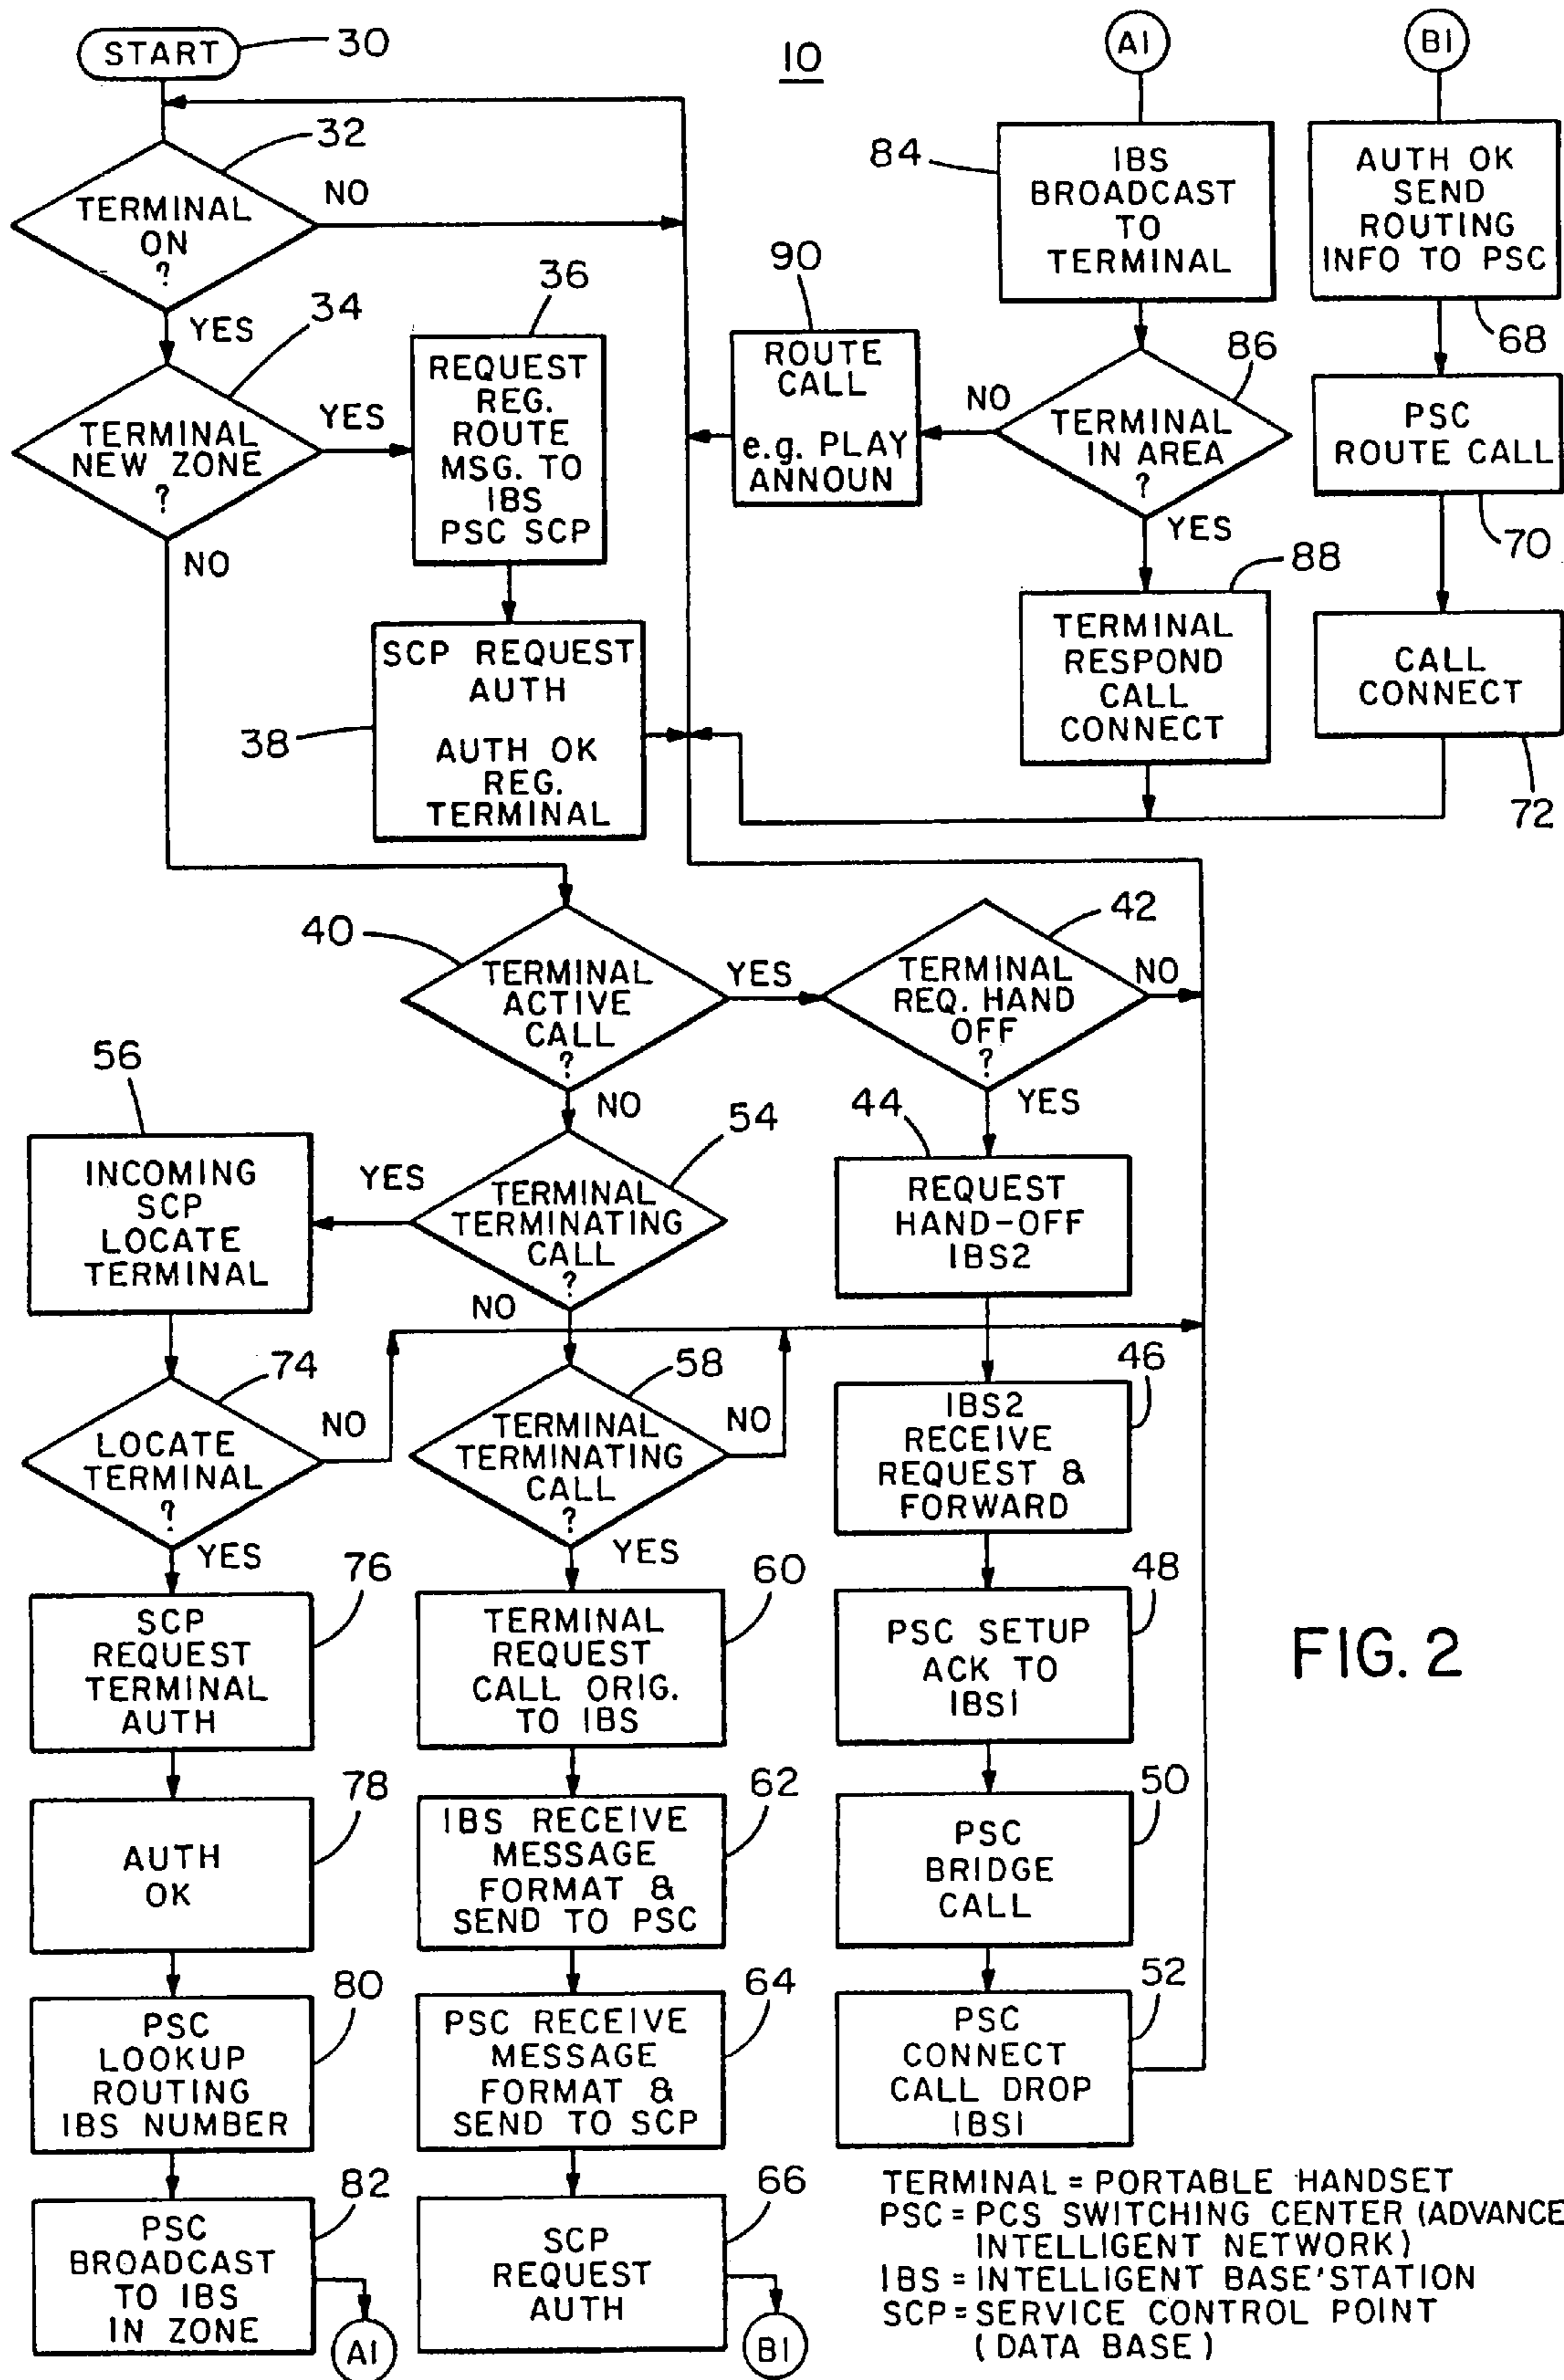 START
30
10
A1
B1
32
TERMINAL
ON
?
NO
YES
34
TERMINAL
NEW ZONE
?
YES
NO
36
REQUEST
REG.
ROUTE
MSG. TO
IBS
PSC SCP
38
SCP REQUEST
AUTH
AUTH OK
REG.
TERMINAL
84
IBS
BROADCAST
TO
TERMINAL
86
TERMINAL
IN AREA
?
NO
YES
90
ROUTE
CALL
e.g. PLAY
ANNOUN
88
TERMINAL
RESPOND
CALL
CONNECT
AUTH OK
SEND
ROUTING
INFO TO PSC
68
PSC
ROUTE CALL
70
CALL
CONNECT
72
40
TERMINAL
ACTIVE
CALL
?
YES
NO
42
TERMINAL
REQ. HAND
OFF
?
NO
YES
44
REQUEST
HAND-OFF
IBS2
46
IBS2
RECEIVE
REQUEST &
FORWARD
48
PSC SETUP
ACK TO
IBS1
50
PSC
BRIDGE
CALL
52
PSC
CONNECT
CALL DROP
IBS1
54
TERMINAL
TERMINATING
CALL
?
YES
NO
56
INCOMING
SCP
LOCATE
TERMINAL
74
LOCATE
TERMINAL
?
NO
YES
76
SCP
REQUEST
TERMINAL
AUTH
78
AUTH
OK
80
PSC
LOOKUP
ROUTING
IBS NUMBER
82
PSC
BROADCAST
TO IBS
IN ZONE
A1
58
TERMINAL
TERMINATING
CALL
?
NO
YES
60
TERMINAL
REQUEST
CALL ORIG.
TO IBS
62
IBS RECEIVE
MESSAGE
FORMAT &
SEND TO PSC
64
PSC RECEIVE
MESSAGE
FORMAT &
SEND TO SCP
66
SCP
REQUEST
AUTH
B1
FIG. 2
TERMINAL = PORTABLE HANDSET
PSC = PCS SWITCHING CENTER (ADVANCE
INTELLIGENT NETWORK)
IBS = INTELLIGENT BASE STATION
SCP = SERVICE CONTROL POINT
(DATA BASE)